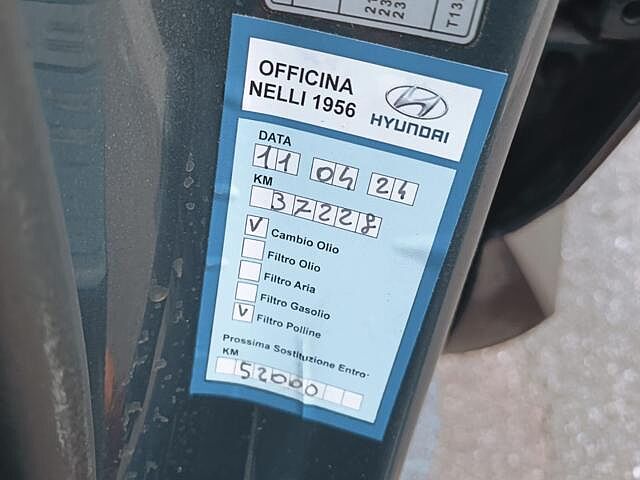 OFFICINA
NELLI 1956
HYUNDAI
DATA
11 04 24
KM
37228
V Cambio Olio
Filtro Olio
Filtro Aria
Filtro Gasolio
V Filtro Polline
Prossima Sostituzione Entro:
KM
52000